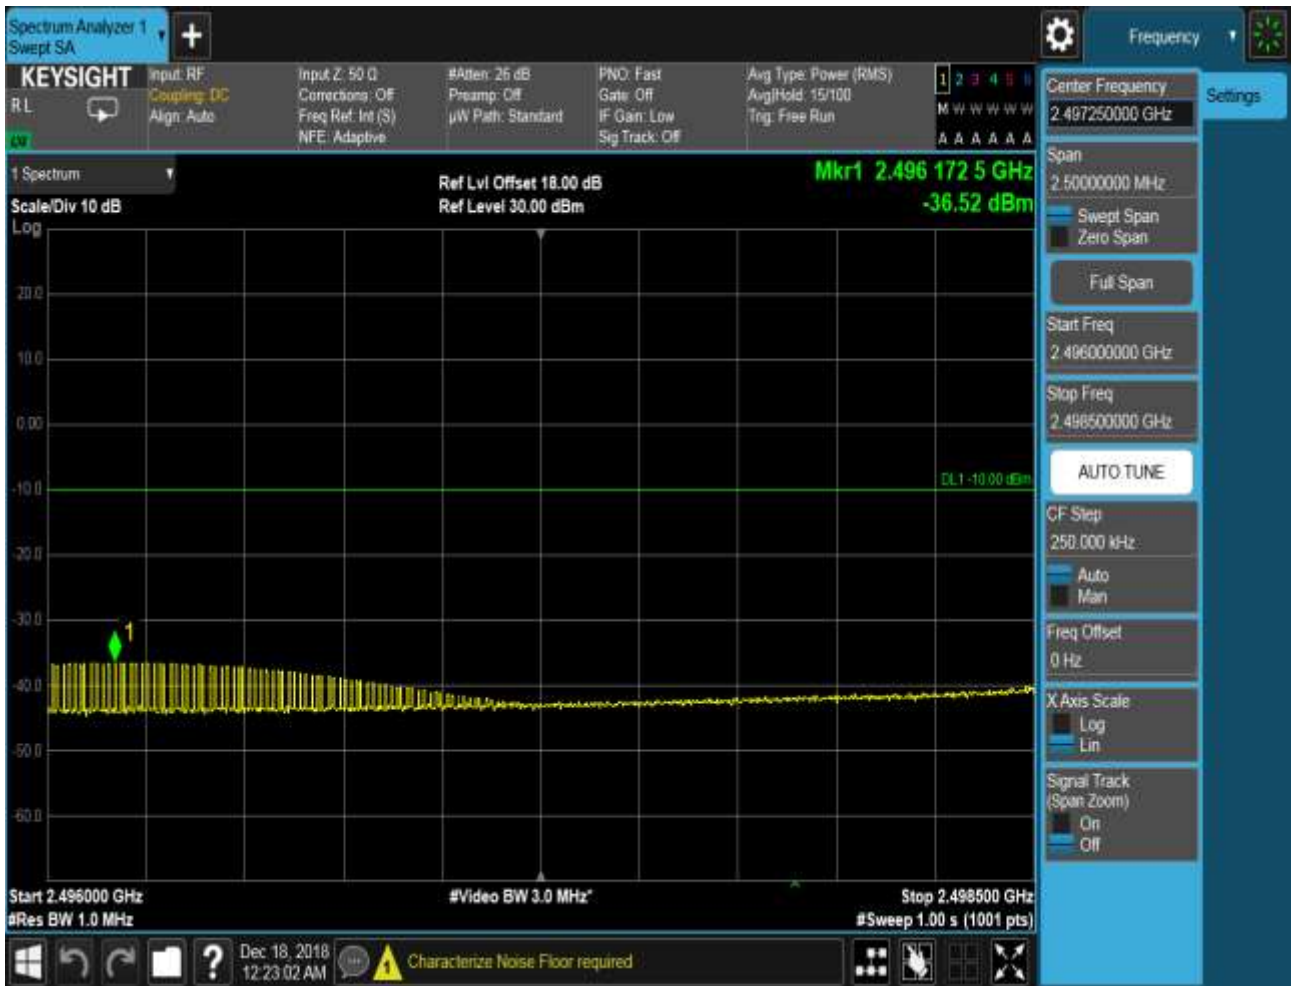 Spectrum Analyzer 1
Swept SA
Frequency
KEYSIGHT
RL
Input: RF
Coupling: DC
Align: Auto
Input Z: 50 Ω
Corrections: Off
Freq Ref: Int (S)
NFE: Adaptive
#Atten: 26 dB
Preamp: Off
µW Path: Standard
PNO: Fast
Gate: Off
IF Gain: Low
Sig Track: Off
Avg Type: Power (RMS)
Avg|Hold: 15/100
Trig: Free Run
1 2 3 4 5 6
M W W W W W
A A A A A A
1 Spectrum
Scale/Div 10 dB
Log
Ref Lvl Offset 18.00 dB
Ref Level 30.00 dBm
Mkr1 2.496 172 5 GHz
-36.52 dBm
20.0
10.0
0.00
-10.0
DL1 -10.00 dBm
-20.0
-30.0
1
-40.0
-50.0
-60.0
Start 2.496000 GHz
#Video BW 3.0 MHz*
Stop 2.498500 GHz
#Res BW 1.0 MHz
#Sweep 1.00 s (1001 pts)
Center Frequency
2.497250000 GHz
Settings
Span
2.50000000 MHz
Swept Span
Zero Span
Full Span
Start Freq
2.496000000 GHz
Stop Freq
2.498500000 GHz
AUTO TUNE
CF Step
250.000 kHz
Auto
Man
Freq Offset
0 Hz
X Axis Scale
Log
Lin
Signal Track
(Span Zoom)
On
Off
?
Dec 18, 2018
12:23:02 AM
Characterize Noise Floor required